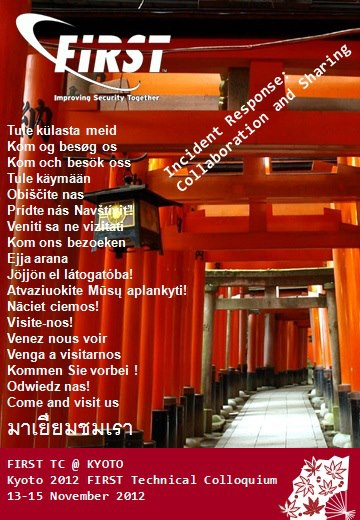 FiRST™
Improving Security Together™
Incident Response:
Collaboration and Sharing
Tule külasta meid
Kom og besøg os
Kom och besök oss
Tule käymään
Obiščite nas
Pridte nás Navštíviť!
Veniti sa ne vizitati
Kom ons bezoeken
Ejja arana
Jöjjön el látogatóba!
Atvaziuokite Mūsų aplankyti!
Nāciet ciemos!
Visite-nos!
Venez nous voir
Venga a visitarnos
Kommen Sie vorbei !
Odwiedz nas!
Come and visit us
มาเยี่ยมชมเรา
FIRST TC @ KYOTO
Kyoto 2012 FIRST Technical Colloquium
13-15 November 2012